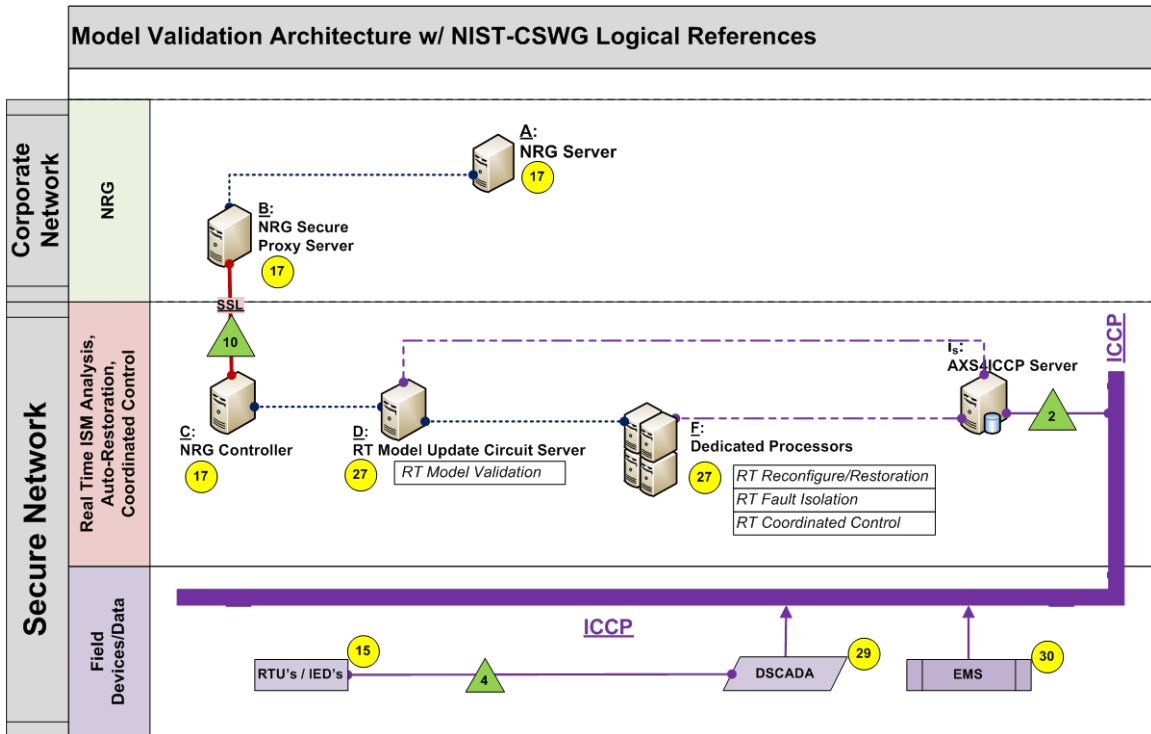 Model Validation Architecture w/ NIST-CSWG Logical References
Corporate
Network
NRG
A:
NRG Server
17
B:
NRG Secure
Proxy Server
17
SSL
10
Secure Network
Real Time ISM Analysis,
Auto-Restoration,
Coordinated Control
C:
NRG Controller
17
D:
RT Model Update Circuit Server
27
RT Model Validation
F:
Dedicated Processors
27
RT Reconfigure/Restoration
RT Fault Isolation
RT Coordinated Control
Is:
AXS4ICCP Server
2
ICCP
Field
Devices/Data
ICCP
RTU's / IED's
15
4
DSCADA
29
EMS
30